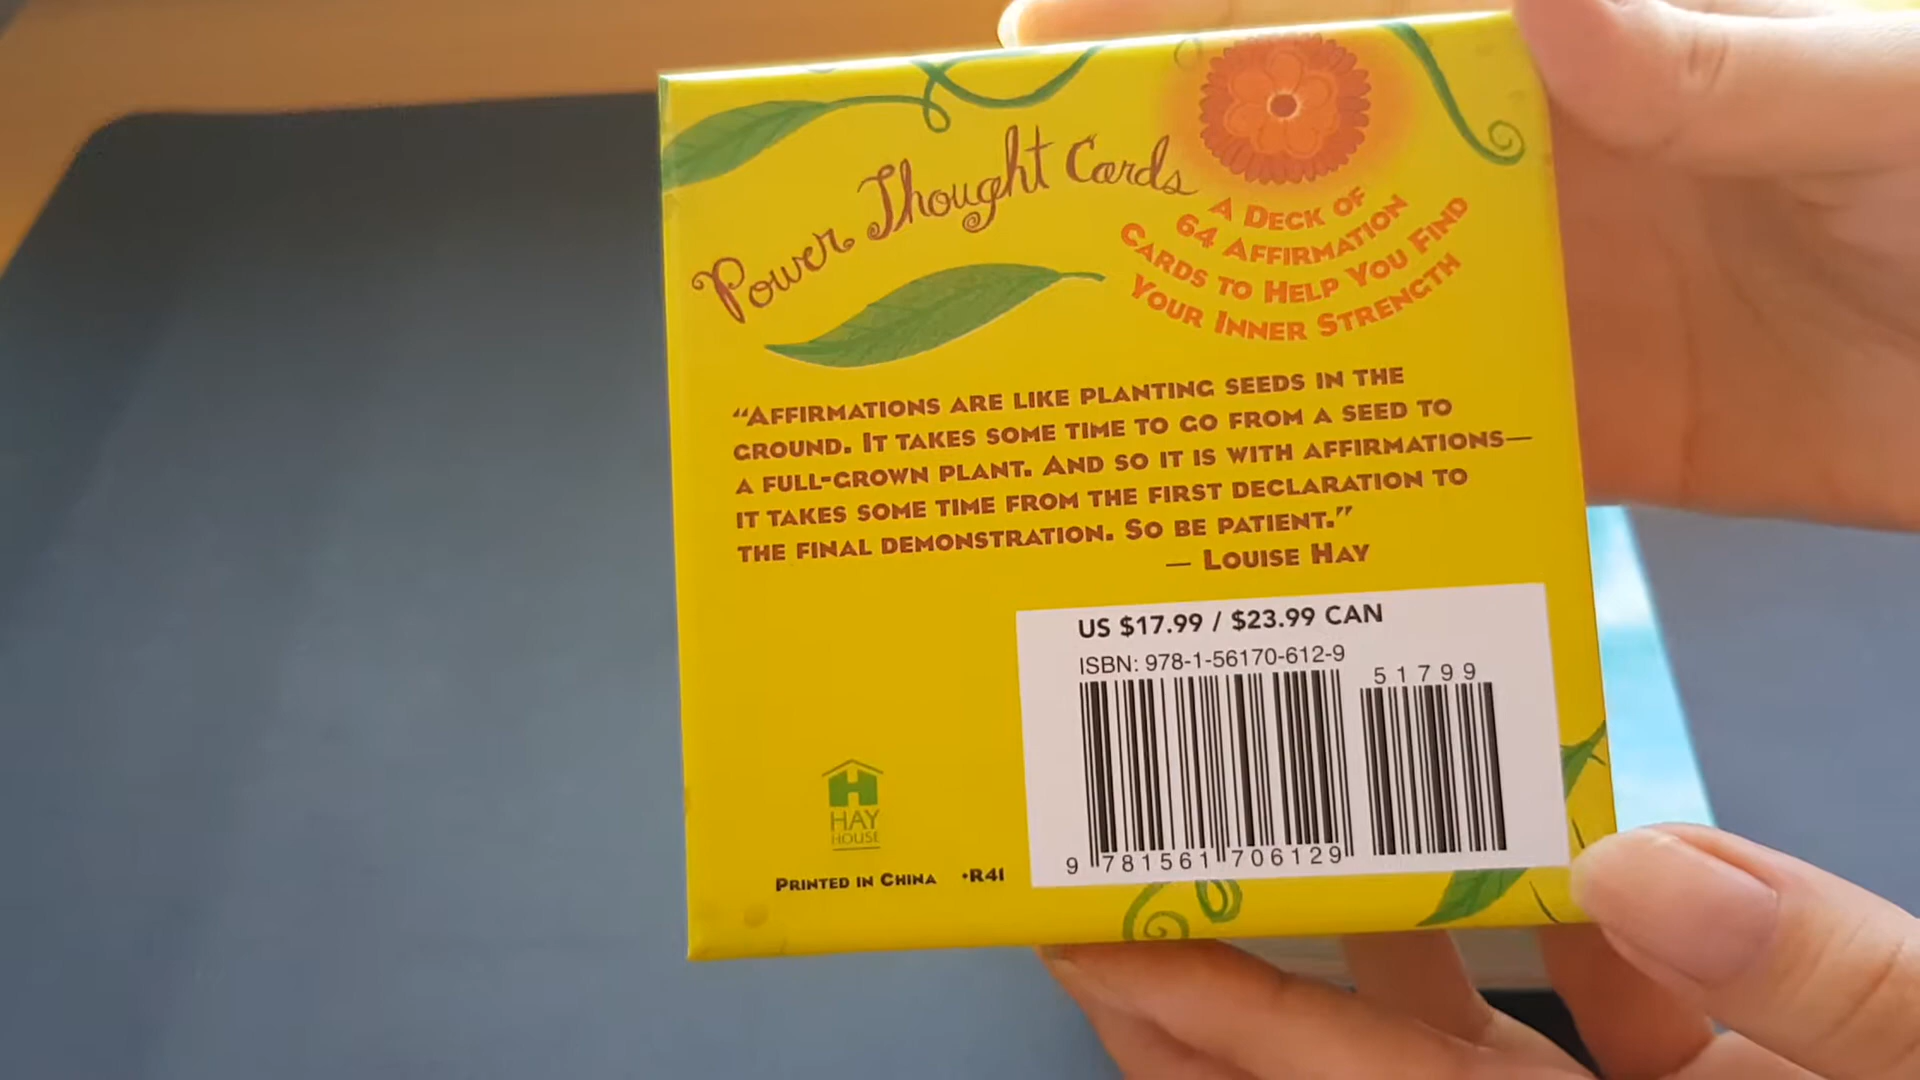 Power Thought Cards
A DECK OF
64 AFFIRMATION
CARDS TO HELP YOU FIND
YOUR INNER STRENGTH
“AFFIRMATIONS ARE LIKE PLANTING SEEDS IN THE
GROUND. IT TAKES SOME TIME TO GO FROM A SEED TO
A FULL-GROWN PLANT. AND SO IT IS WITH AFFIRMATIONS—
IT TAKES SOME TIME FROM THE FIRST DECLARATION TO
THE FINAL DEMONSTRATION. SO BE PATIENT.”
— LOUISE HAY
US $17.99 / $23.99 CAN
ISBN: 978-1-56170-612-9
51799
9 781561 706129
H
HAY
HOUSE
PRINTED IN CHINA •R41